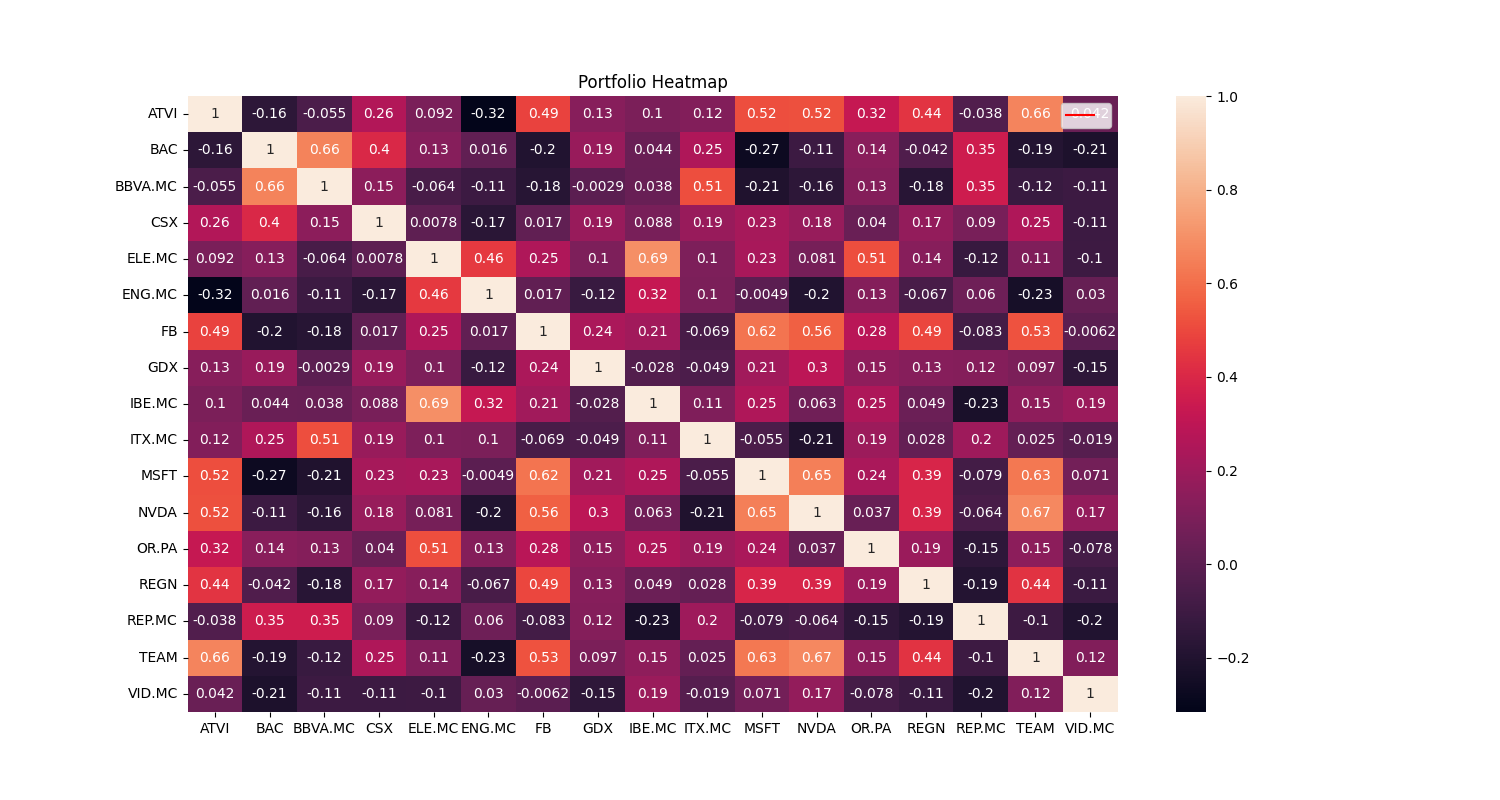 Portfolio Heatmap
ATVI 1 -0.16 -0.055 0.26 0.092 -0.32 0.49 0.13 0.1 0.12 0.52 0.52 0.32 0.44 -0.038 0.66 0.042 1.0
BAC -0.16 1 0.66 0.4 0.13 0.016 -0.2 0.19 0.044 0.25 -0.27 -0.11 0.14 -0.042 0.35 -0.19 -0.21
BBVA.MC -0.055 0.66 1 0.15 -0.064 -0.11 -0.18 -0.0029 0.038 0.51 -0.21 -0.16 0.13 -0.18 0.35 -0.12 -0.11 0.8
CSX 0.26 0.4 0.15 1 0.0078 -0.17 0.017 0.19 0.088 0.19 0.23 0.18 0.04 0.17 0.09 0.25 -0.11
ELE.MC 0.092 0.13 -0.064 0.0078 1 0.46 0.25 0.1 0.69 0.1 0.23 0.081 0.51 0.14 -0.12 0.11 -0.1
ENG.MC -0.32 0.016 -0.11 -0.17 0.46 1 0.017 -0.12 0.32 0.1 -0.0049 -0.2 0.13 -0.067 0.06 -0.23 0.03 0.6
FB 0.49 -0.2 -0.18 0.017 0.25 0.017 1 0.24 0.21 -0.069 0.62 0.56 0.28 0.49 -0.083 0.53 -0.0062
GDX 0.13 0.19 -0.0029 0.19 0.1 -0.12 0.24 1 -0.028 -0.049 0.21 0.3 0.15 0.13 0.12 0.097 -0.15 0.4
IBE.MC 0.1 0.044 0.038 0.088 0.69 0.32 0.21 -0.028 1 0.11 0.25 0.063 0.25 0.049 -0.23 0.15 0.19
ITX.MC 0.12 0.25 0.51 0.19 0.1 0.1 -0.069 -0.049 0.11 1 -0.055 -0.21 0.19 0.028 0.2 0.025 -0.019
MSFT 0.52 -0.27 -0.21 0.23 0.23 -0.0049 0.62 0.21 0.25 -0.055 1 0.65 0.24 0.39 -0.079 0.63 0.071 0.2
NVDA 0.52 -0.11 -0.16 0.18 0.081 -0.2 0.56 0.3 0.063 -0.21 0.65 1 0.037 0.39 -0.064 0.67 0.17
OR.PA 0.32 0.14 0.13 0.04 0.51 0.13 0.28 0.15 0.25 0.19 0.24 0.037 1 0.19 -0.15 0.15 -0.078 0.0
REGN 0.44 -0.042 -0.18 0.17 0.14 -0.067 0.49 0.13 0.049 0.028 0.39 0.39 0.19 1 -0.19 0.44 -0.11
REP.MC -0.038 0.35 0.35 0.09 -0.12 0.06 -0.083 0.12 -0.23 0.2 -0.079 -0.064 -0.15 -0.19 1 -0.1 -0.2
TEAM 0.66 -0.19 -0.12 0.25 0.11 -0.23 0.53 0.097 0.15 0.025 0.63 0.67 0.15 0.44 -0.1 1 0.12 −0.2
VID.MC 0.042 -0.21 -0.11 -0.11 -0.1 0.03 -0.0062 -0.15 0.19 -0.019 0.071 0.17 -0.078 -0.11 -0.2 0.12 1
ATVI BAC BBVA.MC CSX ELE.MC ENG.MC FB GDX IBE.MC ITX.MC MSFT NVDA OR.PA REGN REP.MC TEAM VID.MC